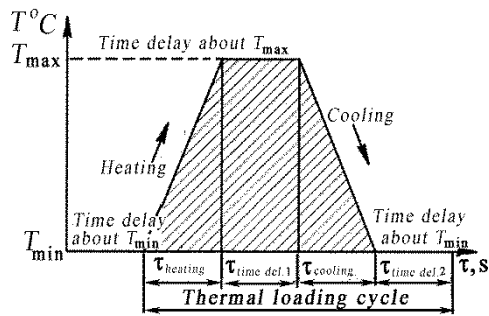 T°C
Time delay about Tmax
Tmax
Cooling
Heating
Time delay
about Tmin
Time delay
about Tmin
Tmin
τheating
τtime del.1
τcooling.
τtime del.2
τ,s
Thermal loading cycle